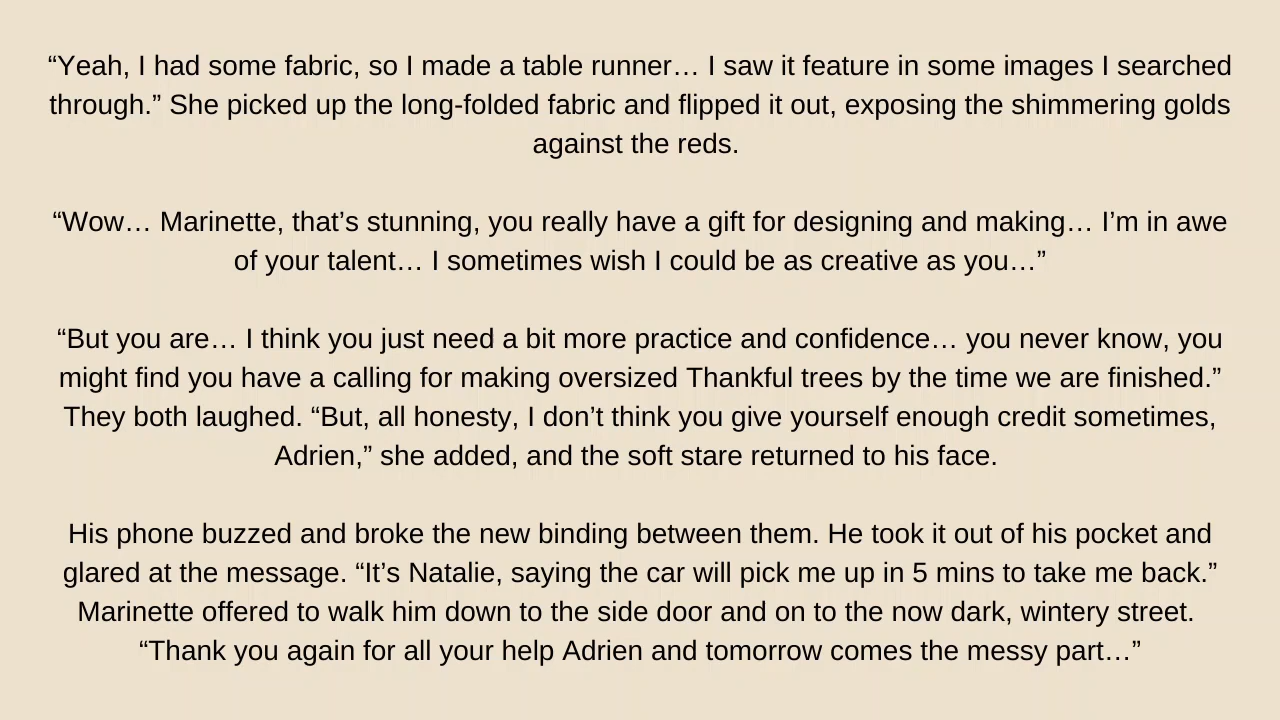 “Yeah, I had some fabric, so I made a table runner… I saw it feature in some images I searched
through.” She picked up the long-folded fabric and flipped it out, exposing the shimmering golds
against the reds.
“Wow… Marinette, that’s stunning, you really have a gift for designing and making… I’m in awe
of your talent… I sometimes wish I could be as creative as you…”
“But you are… I think you just need a bit more practice and confidence… you never know, you
might find you have a calling for making oversized Thankful trees by the time we are finished.”
They both laughed. “But, all honesty, I don’t think you give yourself enough credit sometimes,
Adrien,” she added, and the soft stare returned to his face.
His phone buzzed and broke the new binding between them. He took it out of his pocket and
glared at the message. “It’s Natalie, saying the car will pick me up in 5 mins to take me back.”
Marinette offered to walk him down to the side door and on to the now dark, wintery street.
“Thank you again for all your help Adrien and tomorrow comes the messy part…”